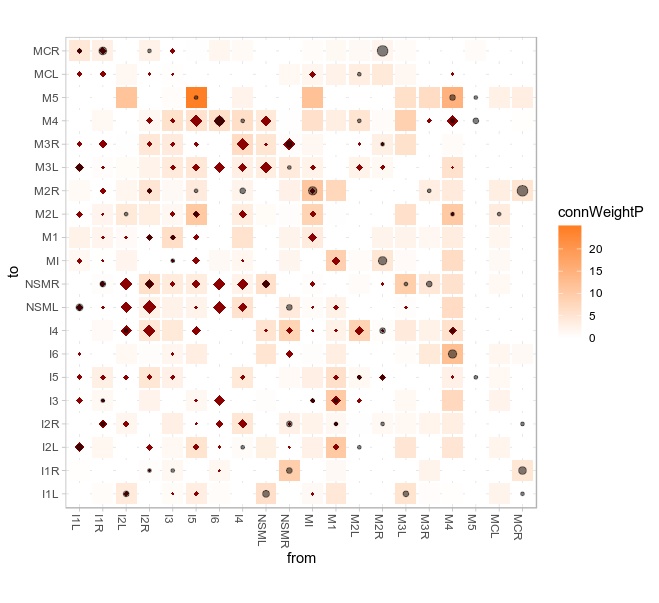 MCR
MCL
M5
M4
M3R
M3L
M2R
M2L
M1
MI
NSMR
NSML
I4
I6
I5
I3
I2R
I2L
I1R
I1L
to
I1L I1R I2L I2R I3 I5 I6 I4 NSML NSMR MI M1 M2L M2R M3L M3R M4 M5 MCL MCR
from
connWeightP
20
15
10
5
0